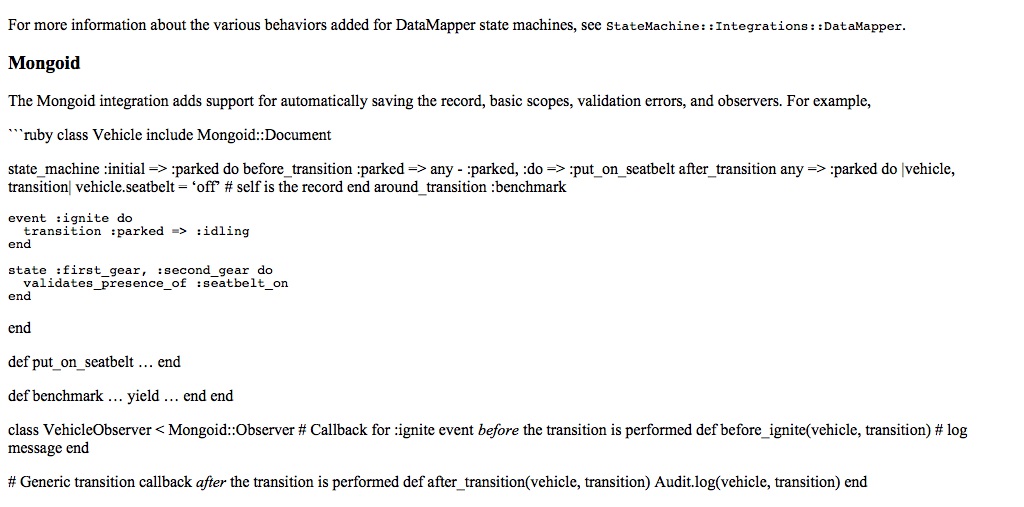 For more information about the various behaviors added for DataMapper state machines, see StateMachine::Integrations::DataMapper.
Mongoid
The Mongoid integration adds support for automatically saving the record, basic scopes, validation errors, and observers. For example,
```ruby class Vehicle include Mongoid::Document
state_machine :initial => :parked do before_transition :parked => any - :parked, :do => :put_on_seatbelt after_transition any => :parked do |vehicle,
transition| vehicle.seatbelt = ‘off’ # self is the record end around_transition :benchmark
event :ignite do
  transition :parked => :idling
end
state :first_gear, :second_gear do
  validates_presence_of :seatbelt_on
end
end
def put_on_seatbelt … end
def benchmark … yield … end end
class VehicleObserver < Mongoid::Observer # Callback for :ignite event before the transition is performed def before_ignite(vehicle, transition) # log
message end
# Generic transition callback after the transition is performed def after_transition(vehicle, transition) Audit.log(vehicle, transition) end